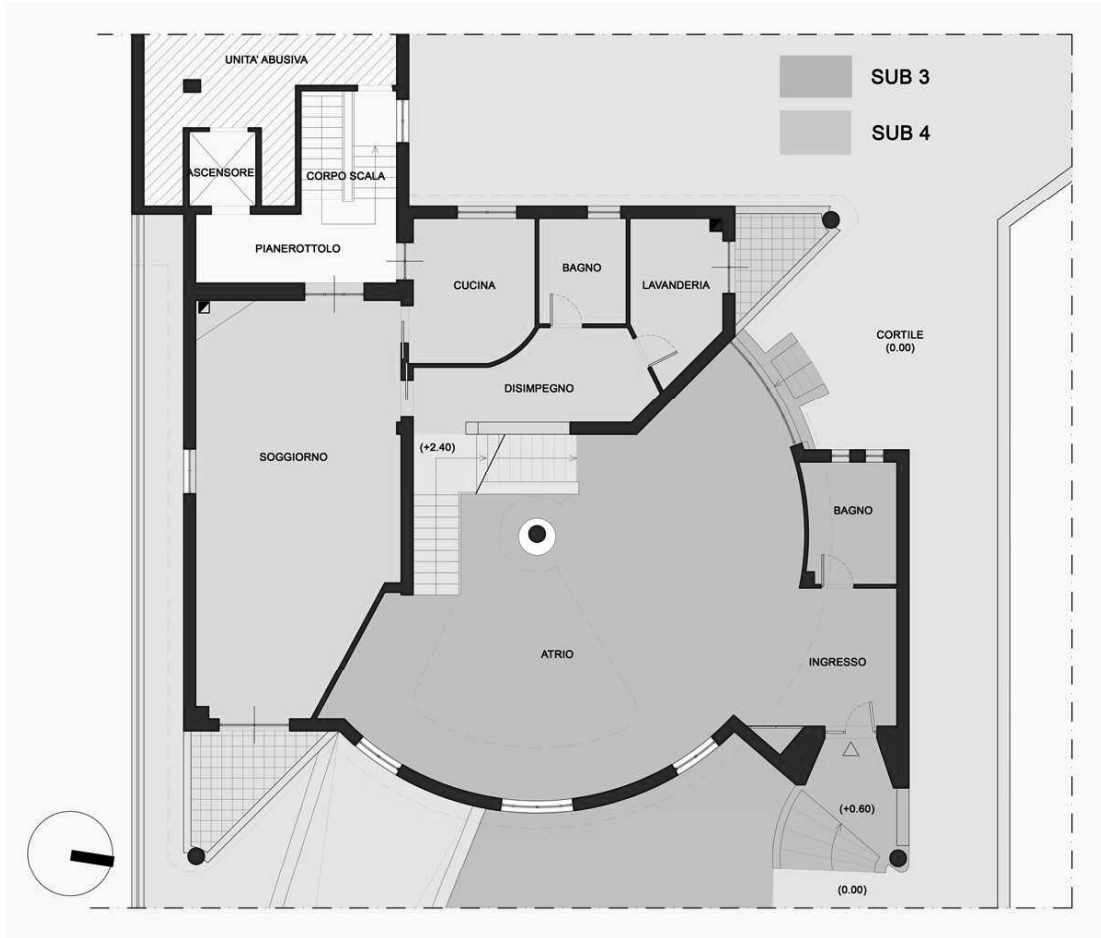 UNITA' ABUSIVA
SUB 3
SUB 4
ASCENSORE
CORPO SCALA
PIANEROTTOLO
CUCINA
BAGNO
LAVANDERIA
CORTILE
(0.00)
DISIMPEGNO
(+2.40)
SOGGIORNO
BAGNO
ATRIO
INGRESSO
(+0.60)
(0.00)